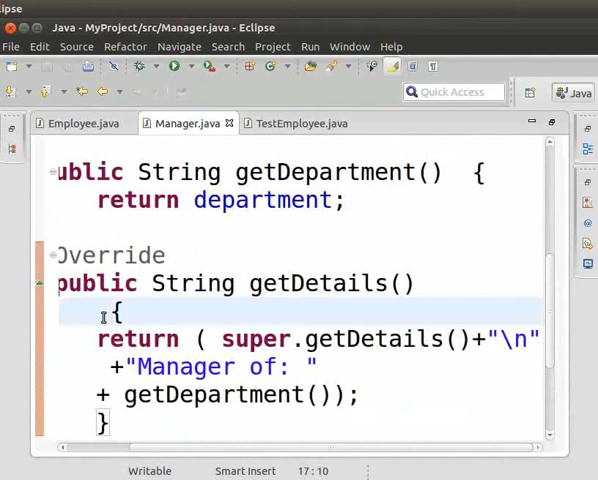 lipse
Java - MyProject/src/Manager.java - Eclipse
File Edit Source Refactor Navigate Search Project Run Window Help
Quick Access
Java
Employee.java Manager.java TestEmployee.java
ublic String getDepartment() {
return department;
Override
public String getDetails()
{
return ( super.getDetails()+"\n"
+"Manager of: "
+ getDepartment());
}
Writable Smart Insert 17 : 10